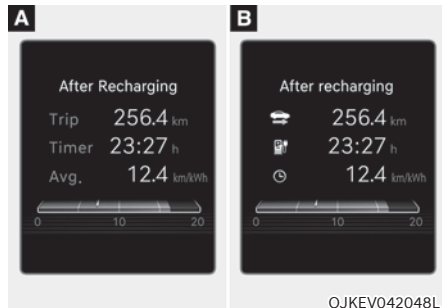 A
After Recharging
Trip 256.4 km
Timer 23:27 h
Avg. 12.4 km/kWh
0 10 20
B
After recharging
256.4 km
23:27 h
12.4 km/kWh
0 10 20
OJKEV042048L